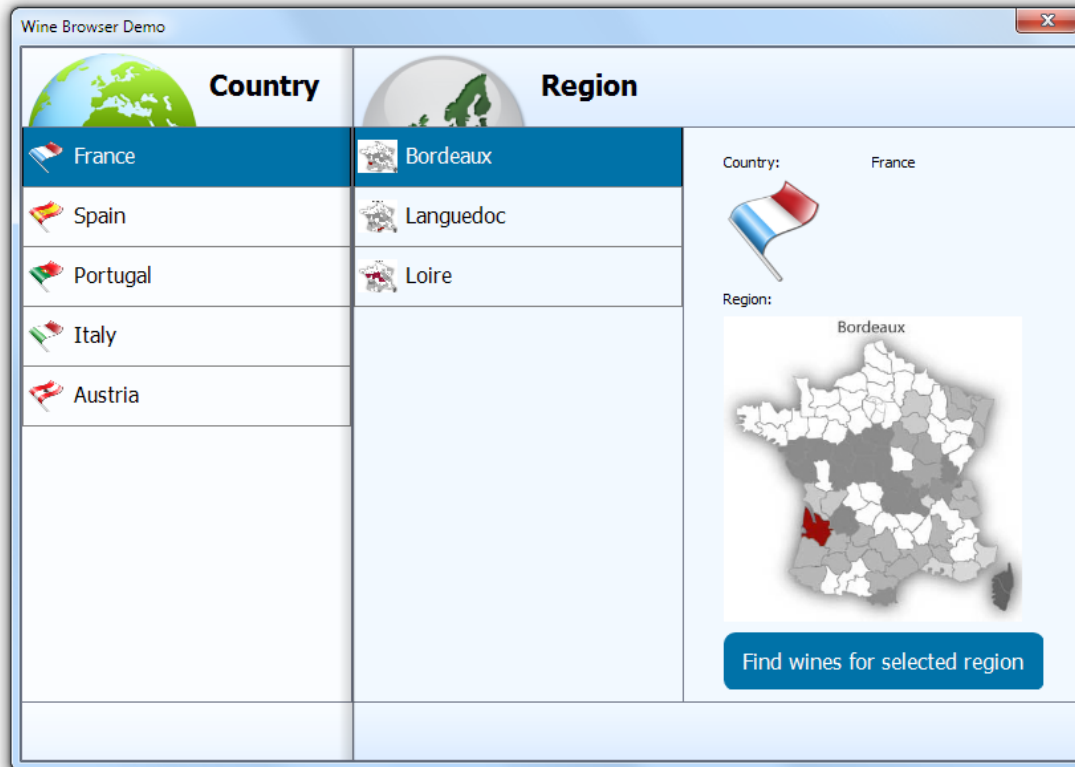 Wine Browser Demo
Country
Region
France
Spain
Portugal
Italy
Austria
Bordeaux
Languedoc
Loire
Country: France
Region:
Bordeaux
Find wines for selected region